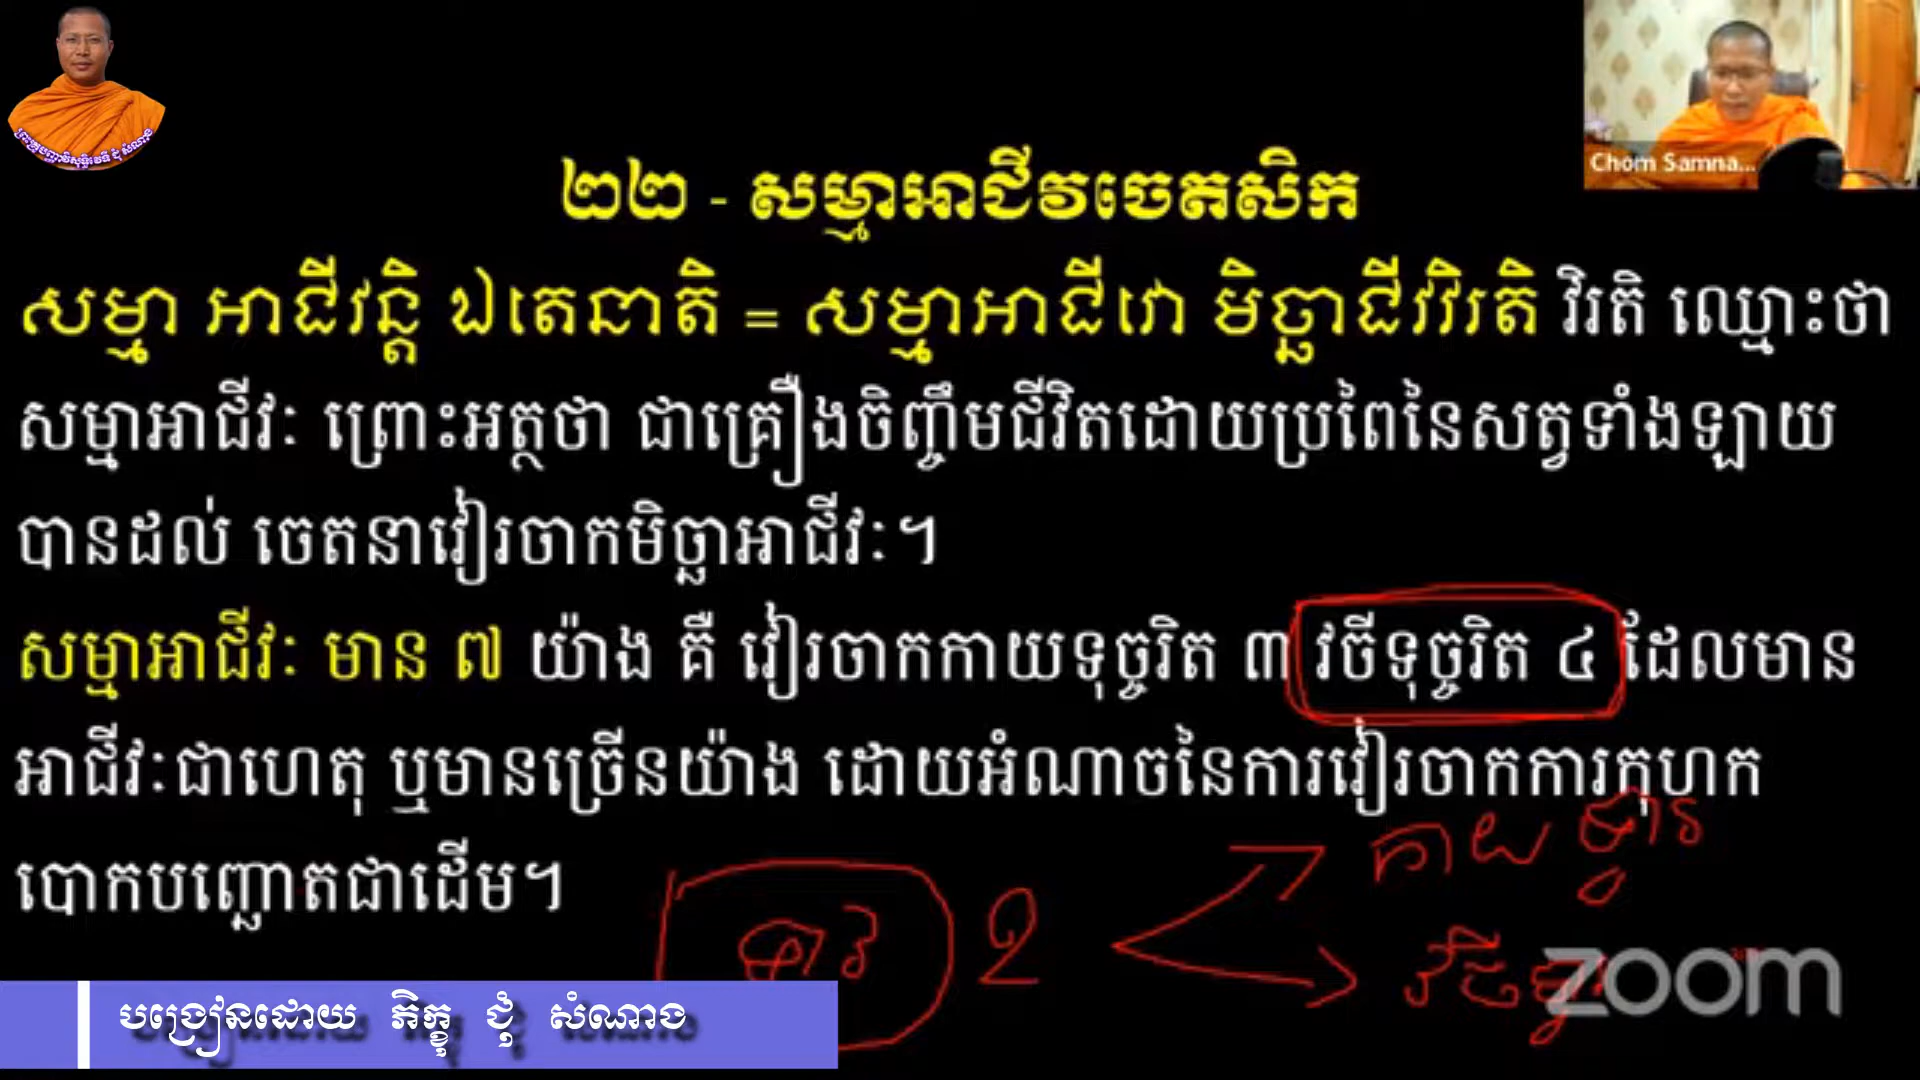 Chom Samna...
២២ - សម្មាអាជីវចេតសិក
សម្មា អាជីវន្តិ ឯតេនាតិ = សម្មាអាជីវោ មិច្ឆាជីវវិរតិ វិរតិ ឈ្មោះថា
សម្មាអាជីវៈ ព្រោះអត្ថថា ជាគ្រឿងចិញ្ចឹមជីវិតដោយប្រពៃនៃសត្វទាំងឡាយ
បានដល់ ចេតនាវៀរចាកមិច្ឆាអាជីវៈ។
សម្មាអាជីវៈ មាន ៧ យ៉ាង គឺ វៀរចាកកាយទុច្ចរិត ៣ វចីទុច្ចរិត ៤ ដែលមាន
អាជីវៈជាហេតុ ឬមានច្រើនយ៉ាង ដោយអំណាចនៃការវៀរចាកការកុហក
បោកបញ្ឆោតជាដើម។
កាយ ទ្វារ
២
zoom
បង្រៀនដោយ ភិក្ខុ ជុំ សំណាង